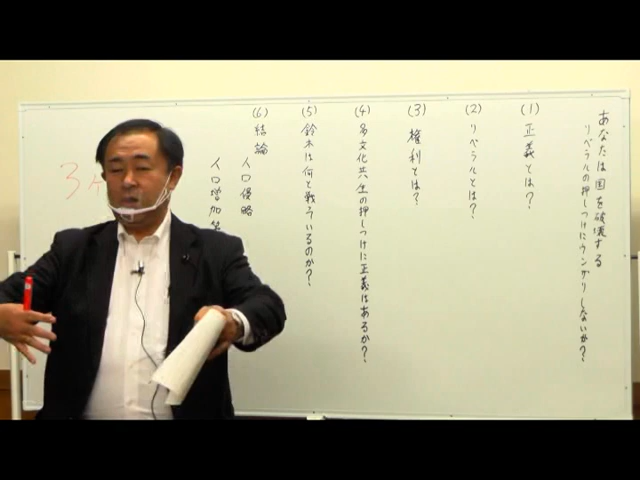 あなたは国を破壊する
リベラルの押しつけにウンザリしないか？
(1) 正義とは？
(2) リベラルとは？
(3) 権利とは？
(4) 多文化共生の押しつけに正義はあるか？
(5) 鈴木は何と戦っているのか？
(6) 結論
人口侵略
人口増加
3